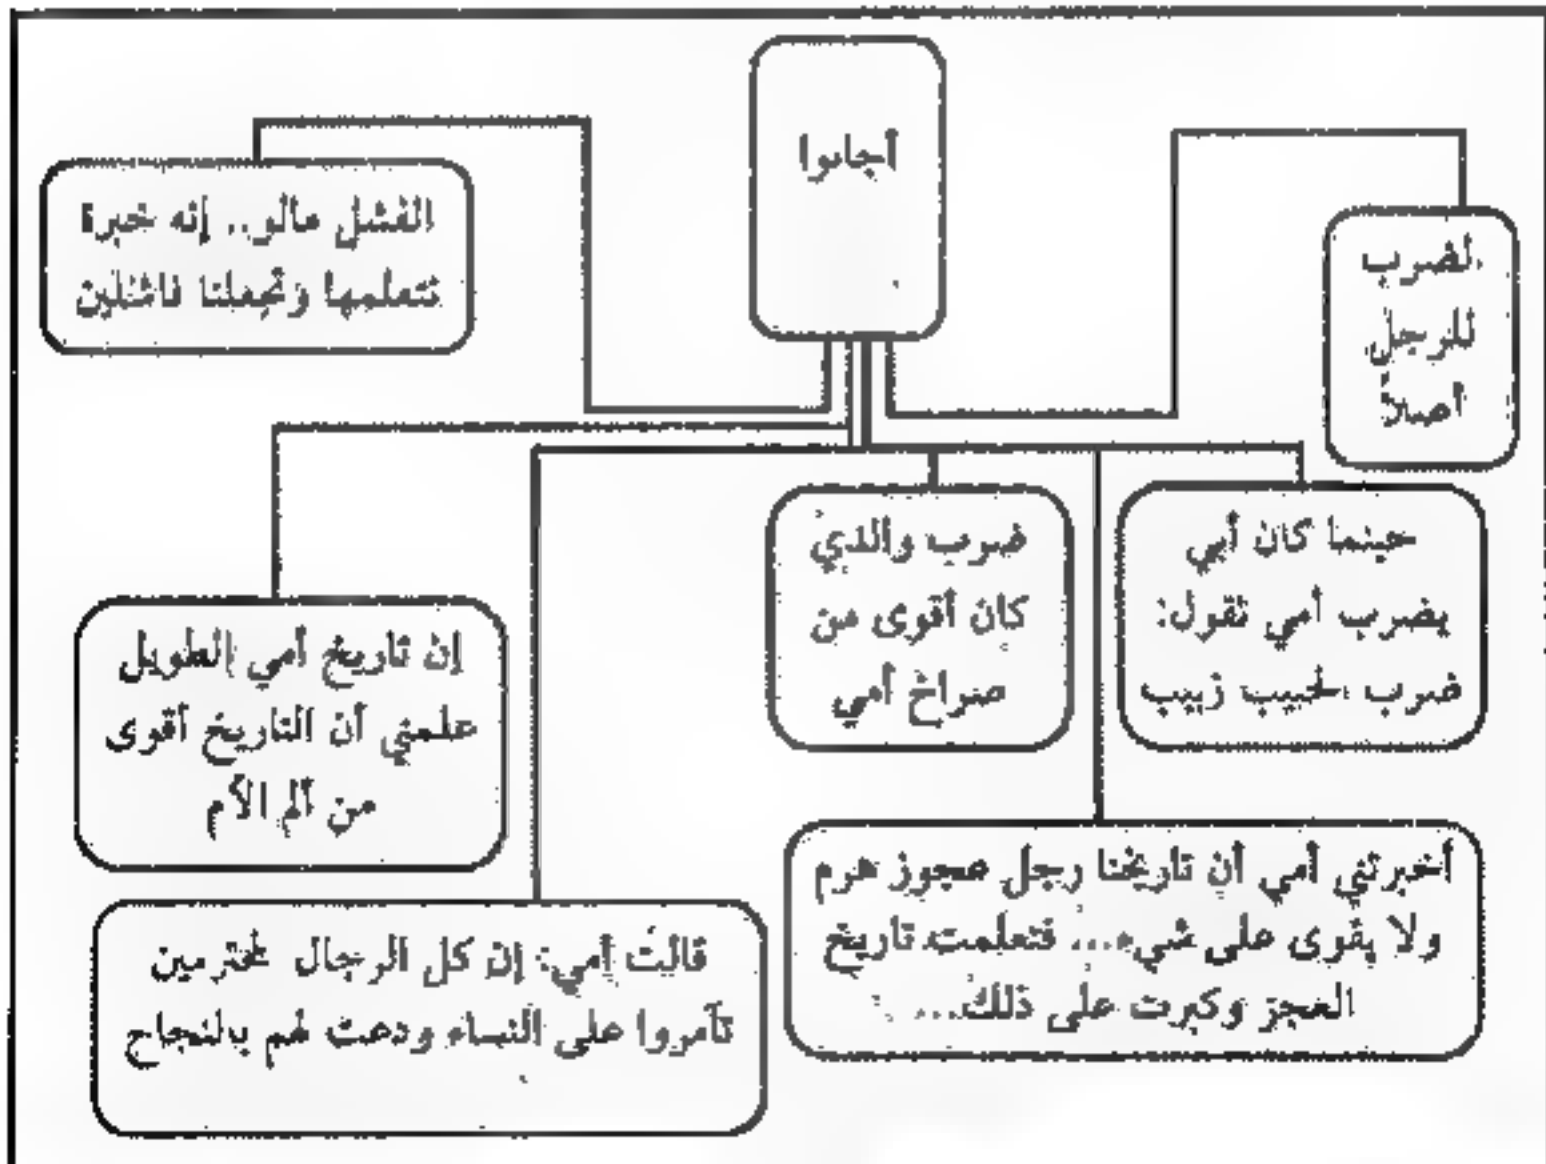 أجابوا
الفشل مالو.. إنه خبرة
نتعلمها وتجعلنا فاشلين
لضرب
للرجل
أصلاً
حينما كان أبي
يضرب أمي تقول:
ضرب الحبيب زبيب
ضرب والدي
كان أقوى من
صراخ أمي
إن تاريخ أمي الطويل
علمني أن التاريخ أقوى
من ألم الأم
أخبرتني أمي أن تاريخنا رجل عجوز هرم
ولا يقوى على شيء... فتعلمت تاريخ
العجز وكبرت على ذلك...
قالت أمي: إن كل الرجال محترمين
تآمروا على النساء ودعت لهم بالنجاح